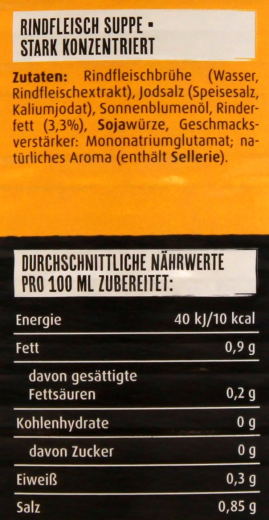 RINDFLEISCH SUPPE ▪
STARK KONZENTRIERT
Zutaten: Rindfleischbrühe (Wasser,
Rindfleischextrakt), Jodsalz (Speisesalz,
Kaliumjodat), Sonnenblumenöl, Rinder-
fett (3,3%), Sojawürze, Geschmacks-
verstärker: Mononatriumglutamat; na-
türliches Aroma (enthält Sellerie).
DURCHSCHNITTLICHE NÄHRWERTE
PRO 100 ML ZUBEREITET:
Energie 40 kJ/10 kcal
Fett 0,9 g
davon gesättigte
Fettsäuren 0,2 g
Kohlenhydrate 0 g
davon Zucker 0 g
Eiweiß 0,3 g
Salz 0,85 g